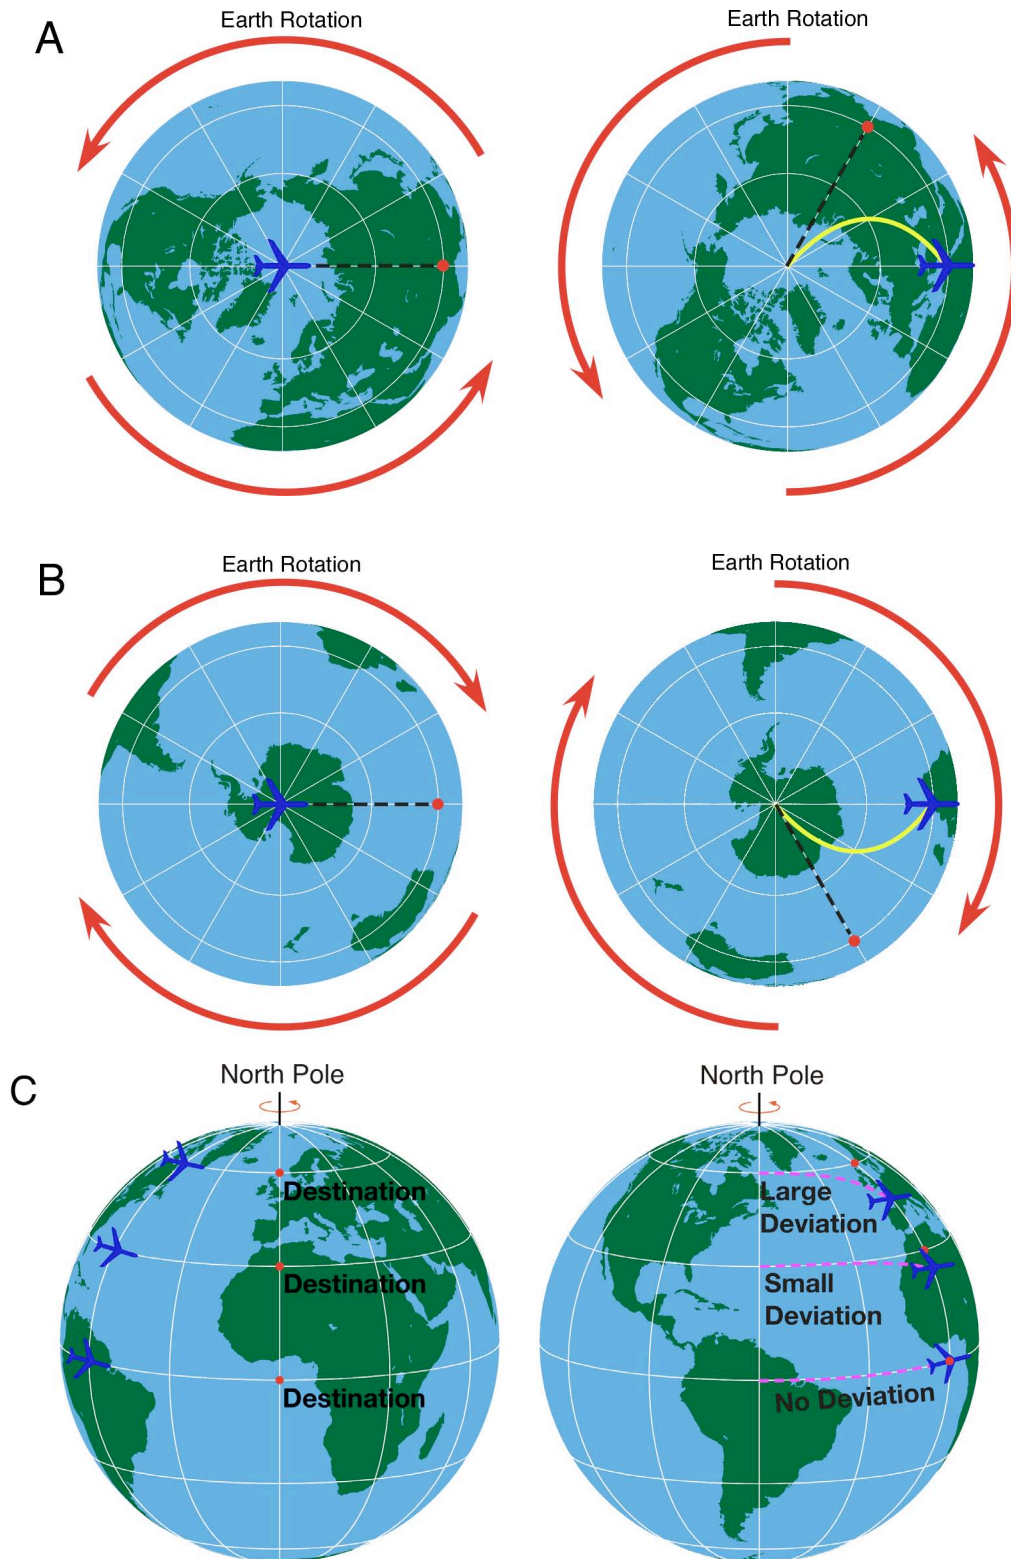 A
Earth Rotation
Earth Rotation
B
Earth Rotation
Earth Rotation
C
North Pole
North Pole
Destination
Large
Deviation
Destination
Small
Deviation
Destination
No Deviation